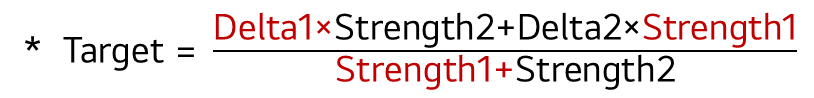 * Target = Delta1×Strength2+Delta2×Strength1
Strength1+Strength2